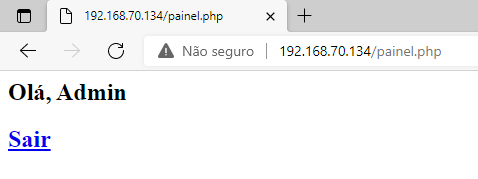 192.168.70.134/painel.php
Não seguro 192.168.70.134/painel.php
Olá, Admin
Sair